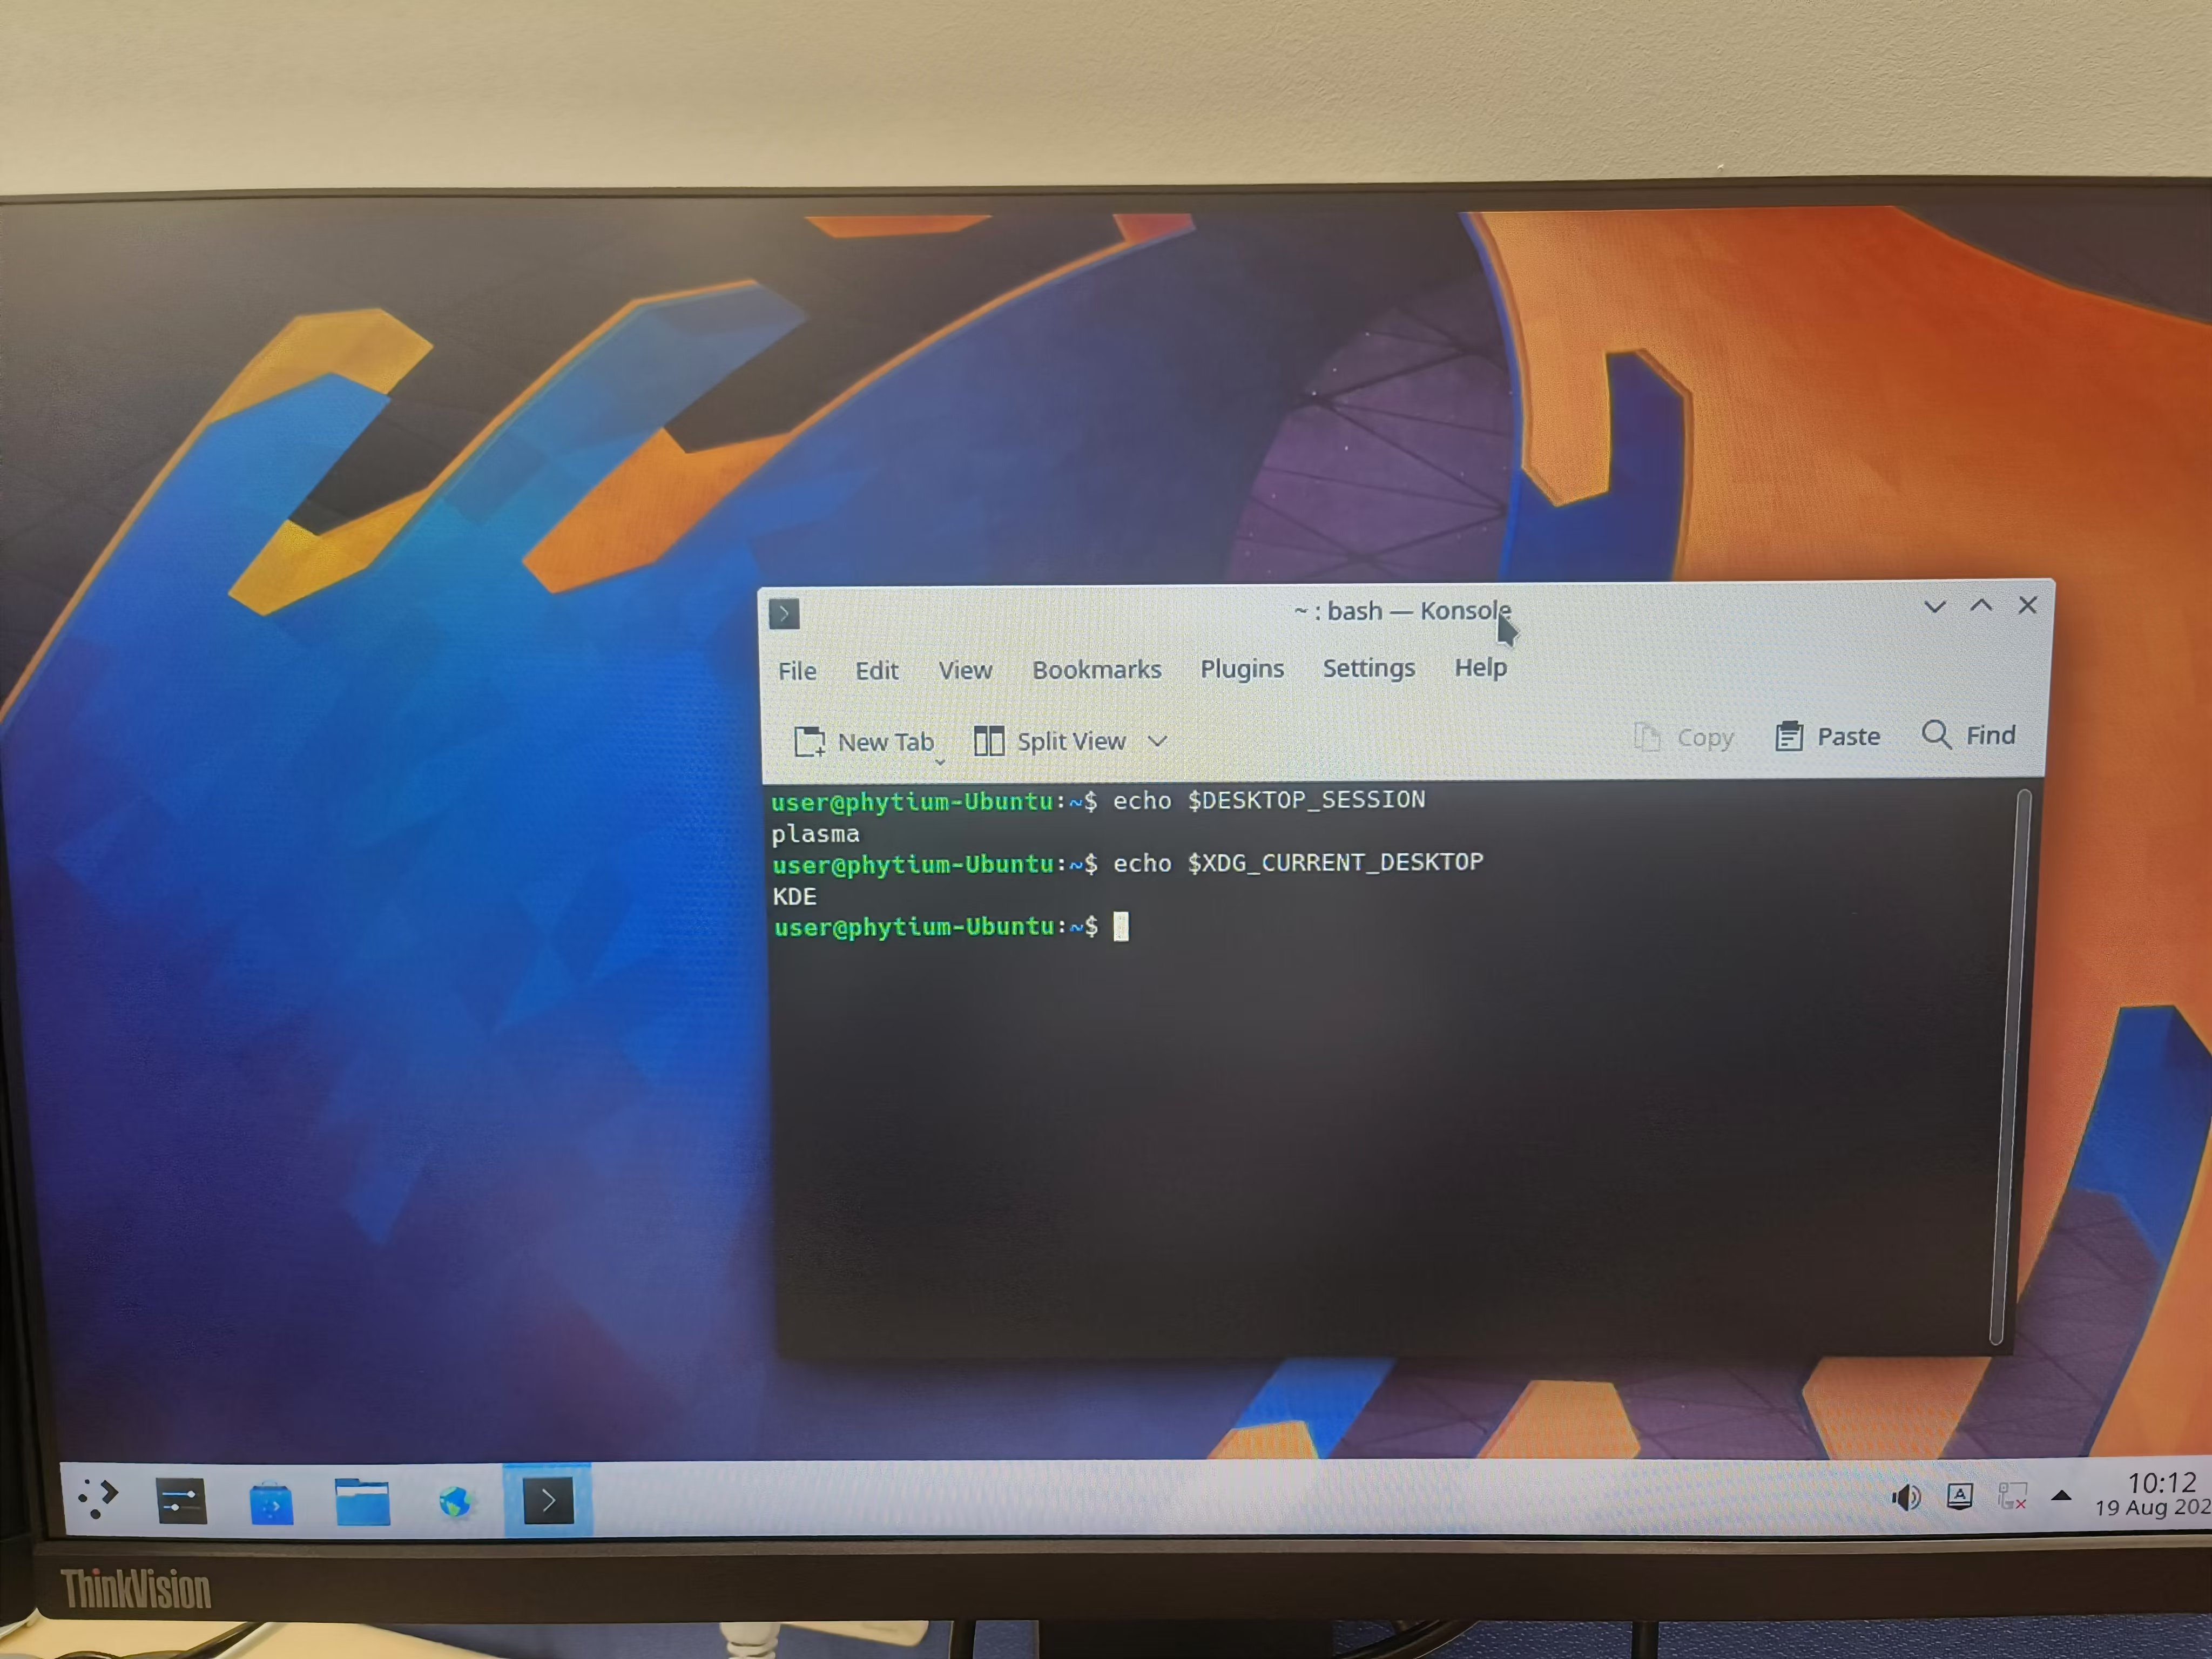 ~ : bash — Konsole
File Edit View Bookmarks Plugins Settings Help
New Tab Split View Copy Paste Find
user@phytium-Ubuntu:~$ echo $DESKTOP_SESSION
plasma
user@phytium-Ubuntu:~$ echo $XDG_CURRENT_DESKTOP
KDE
user@phytium-Ubuntu:~$
A
10:12
19 Aug 202
ThinkVision